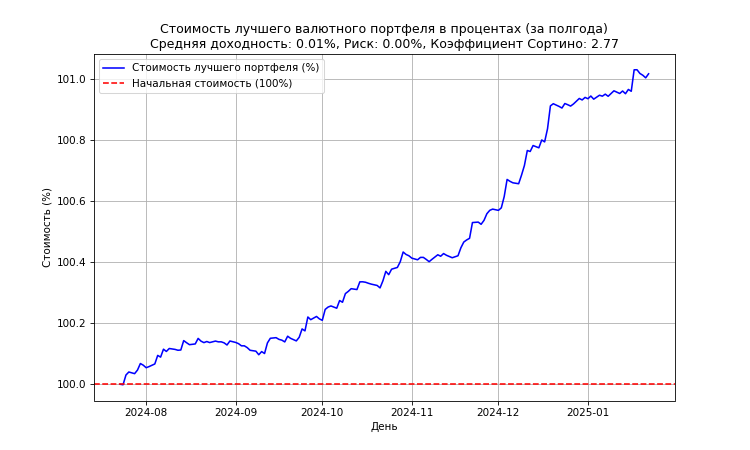 Стоимость лучшего валютного портфеля в процентах (за полгода)
Средняя доходность: 0.01%, Риск: 0.00%, Коэффициент Сортино: 2.77
Стоимость лучшего портфеля (%)
Начальная стоимость (100%)
Стоимость (%)
101.0
100.8
100.6
100.4
100.2
100.0
2024-08
2024-09
2024-10
2024-11
2024-12
2025-01
День